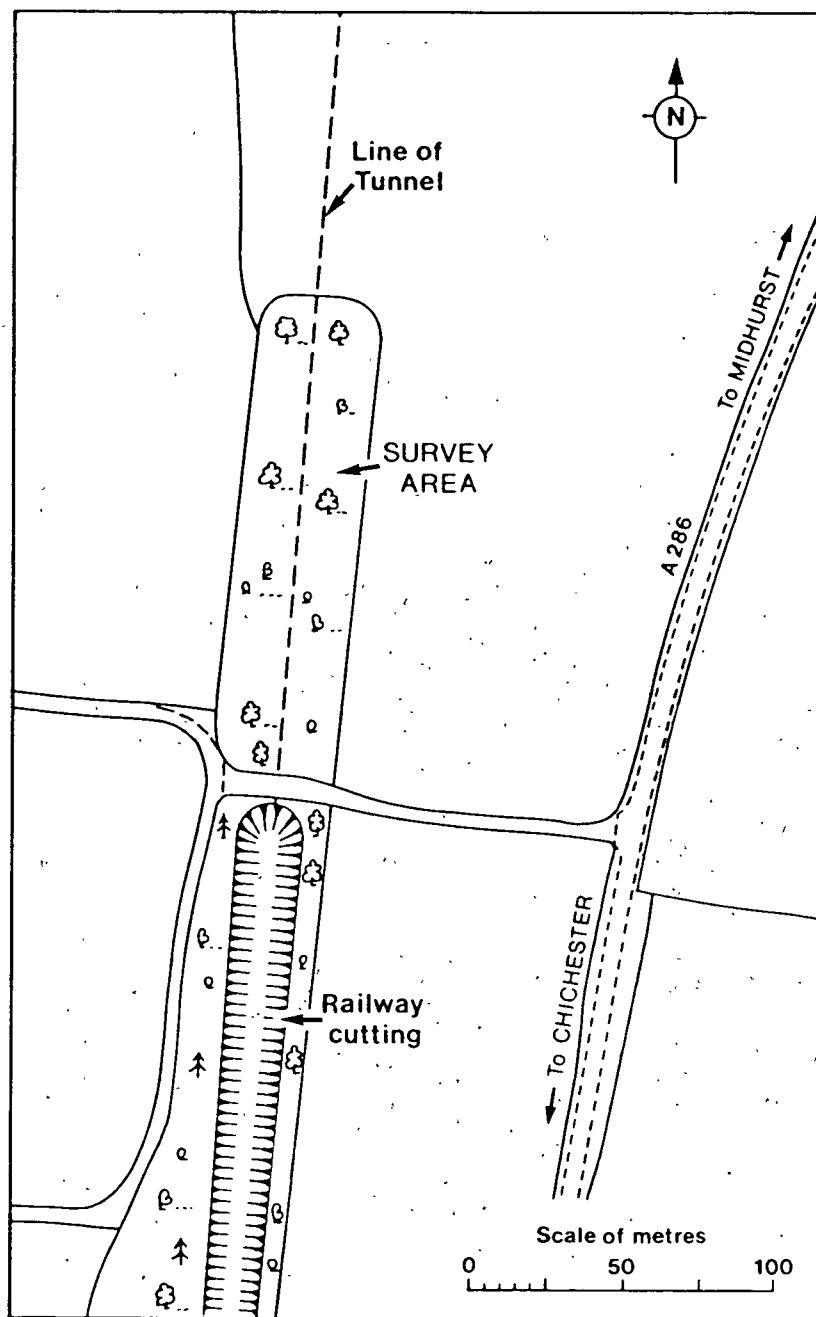 N
Line of
Tunnel
To MIDHURST
SURVEY
AREA
A 286
To CHICHESTER
Railway
cutting
Scale of metres
0 50 100